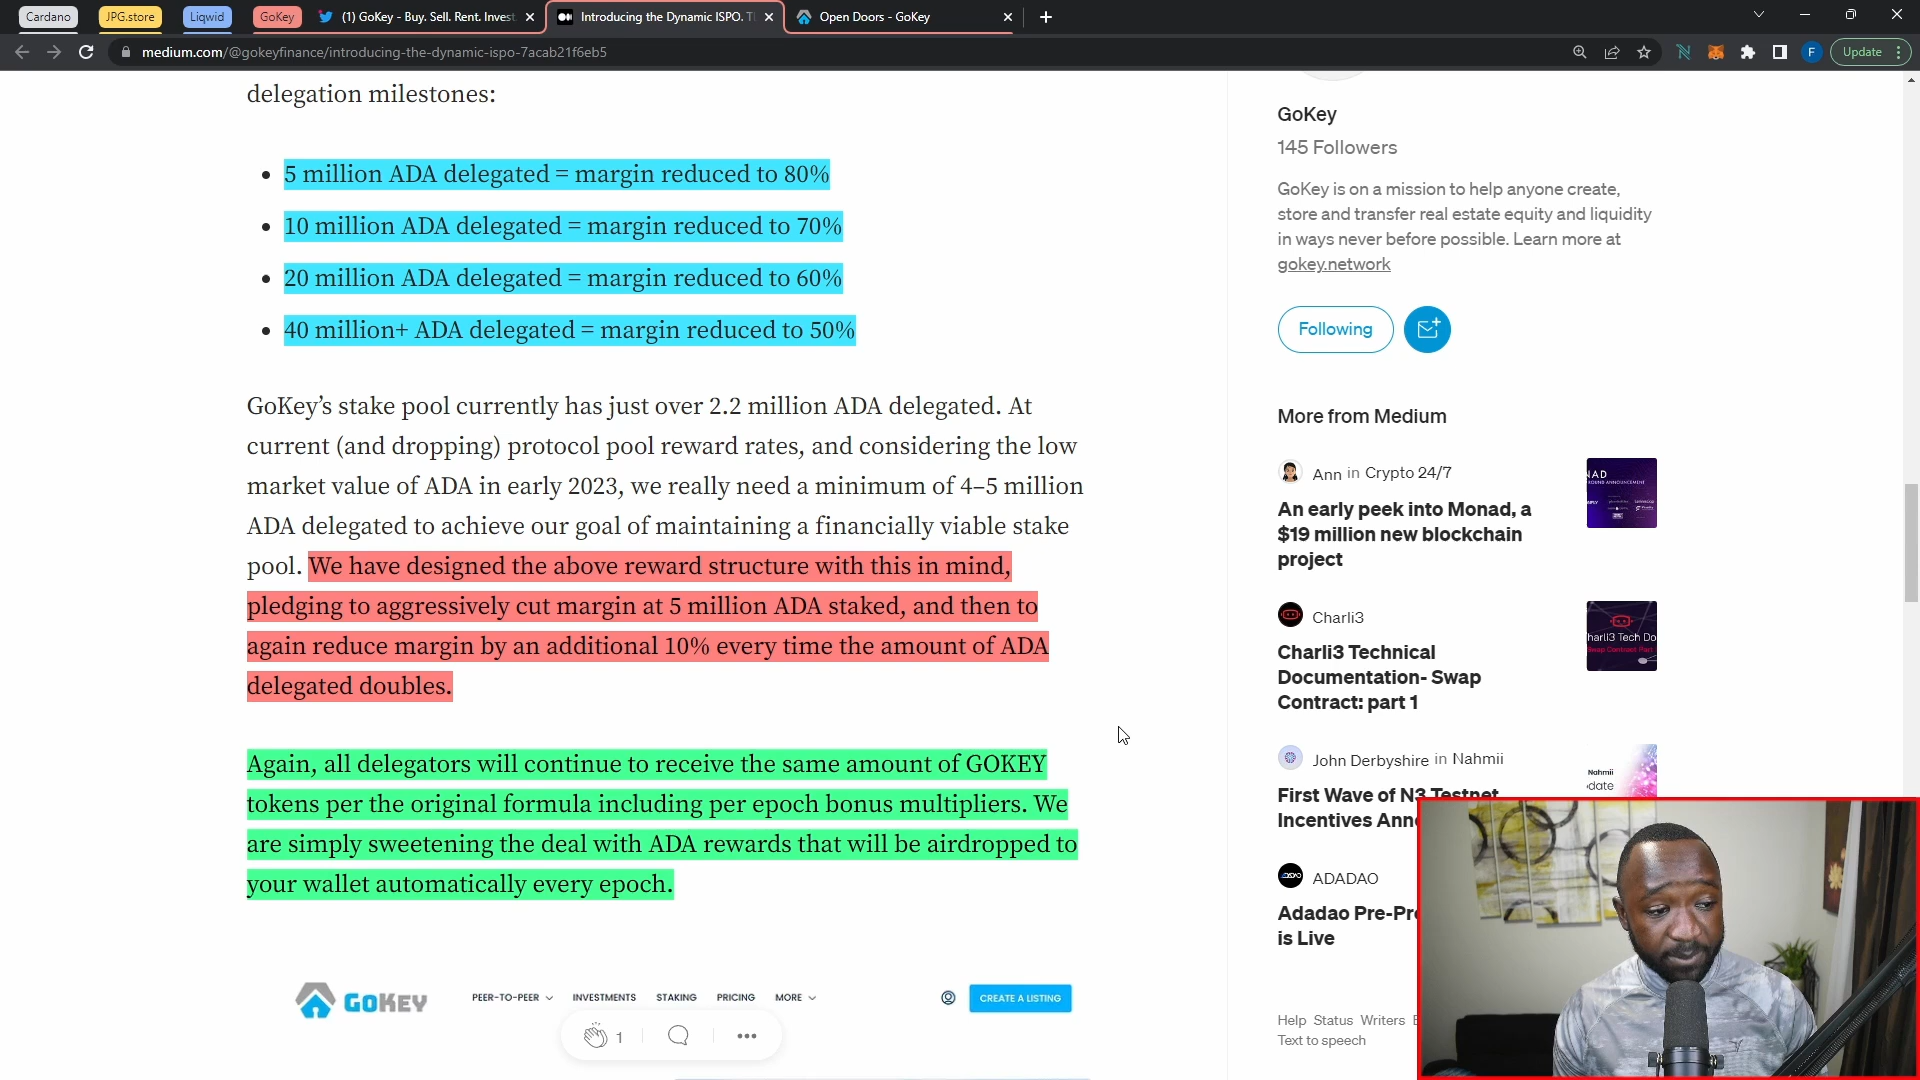 Cardano
JPG.store
Liqwid
GoKey
(1) GoKey - Buy. Sell. Rent. Invest
Introducing the Dynamic ISPO. T
Open Doors - GoKey
medium.com/@gokeyfinance/introducing-the-dynamic-ispo-7acab21f6eb5
F
Update
delegation milestones:
5 million ADA delegated = margin reduced to 80%
10 million ADA delegated = margin reduced to 70%
20 million ADA delegated = margin reduced to 60%
40 million+ ADA delegated = margin reduced to 50%
GoKey’s stake pool currently has just over 2.2 million ADA delegated. At
current (and dropping) protocol pool reward rates, and considering the low
market value of ADA in early 2023, we really need a minimum of 4–5 million
ADA delegated to achieve our goal of maintaining a financially viable stake
pool. We have designed the above reward structure with this in mind,
pledging to aggressively cut margin at 5 million ADA staked, and then to
again reduce margin by an additional 10% every time the amount of ADA
delegated doubles.
Again, all delegators will continue to receive the same amount of GOKEY
tokens per the original formula including per epoch bonus multipliers. We
are simply sweetening the deal with ADA rewards that will be airdropped to
your wallet automatically every epoch.
GOKEY
PEER-TO-PEER
INVESTMENTS
STAKING
PRICING
MORE
CREATE A LISTING
1
GoKey
145 Followers
GoKey is on a mission to help anyone create,
store and transfer real estate equity and liquidity
in ways never before possible. Learn more at
gokey.network
Following
More from Medium
Ann in Crypto 24/7
An early peek into Monad, a
$19 million new blockchain
project
Charli3
Charli3 Technical
Documentation- Swap
Contract: part 1
John Derbyshire in Nahmii
Nahmii
First Wave of N3 Testnet
Incentives
ADADAO
Adadao
is Live
Help Status Writers
Text to speech